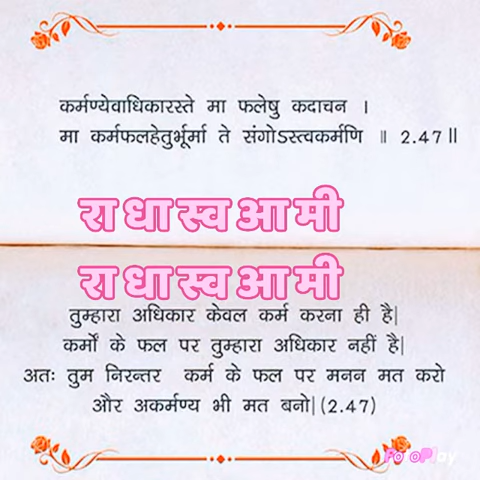 कर्मण्येवाधिकारस्ते मा फलेषु कदाचन ।
मा कर्मफलहेतुर्भूर्मा ते संगोऽस्त्वकर्मणि ॥ 2.47॥
रा धा स्व आ मी
रा धा स्व आ मी
तुम्हारा अधिकार केवल कर्म करना ही है|
कर्मों के फल पर तुम्हारा अधिकार नहीं है|
अतः तुम निरन्तर कर्म के फल पर मनन मत करो
और अकर्मण्य भी मत बनो|(2.47)
FotoPlay